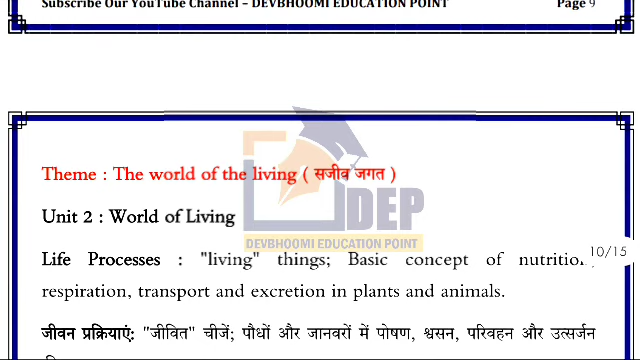 Subscribe Our YouTube Channel – DEVBHOOMI EDUCATION POINT Page 9
Theme : The world of the living ( सजीव जगत )
Unit 2 : World of Living
DEP
DEVBHOOMI EDUCATION POINT
10/15
Life Processes : "living" things; Basic concept of nutrition,
respiration, transport and excretion in plants and animals.
जीवन प्रक्रियाएं: "जीवित" चीजें; पौधों और जानवरों में पोषण, श्वसन, परिवहन और उत्सर्जन